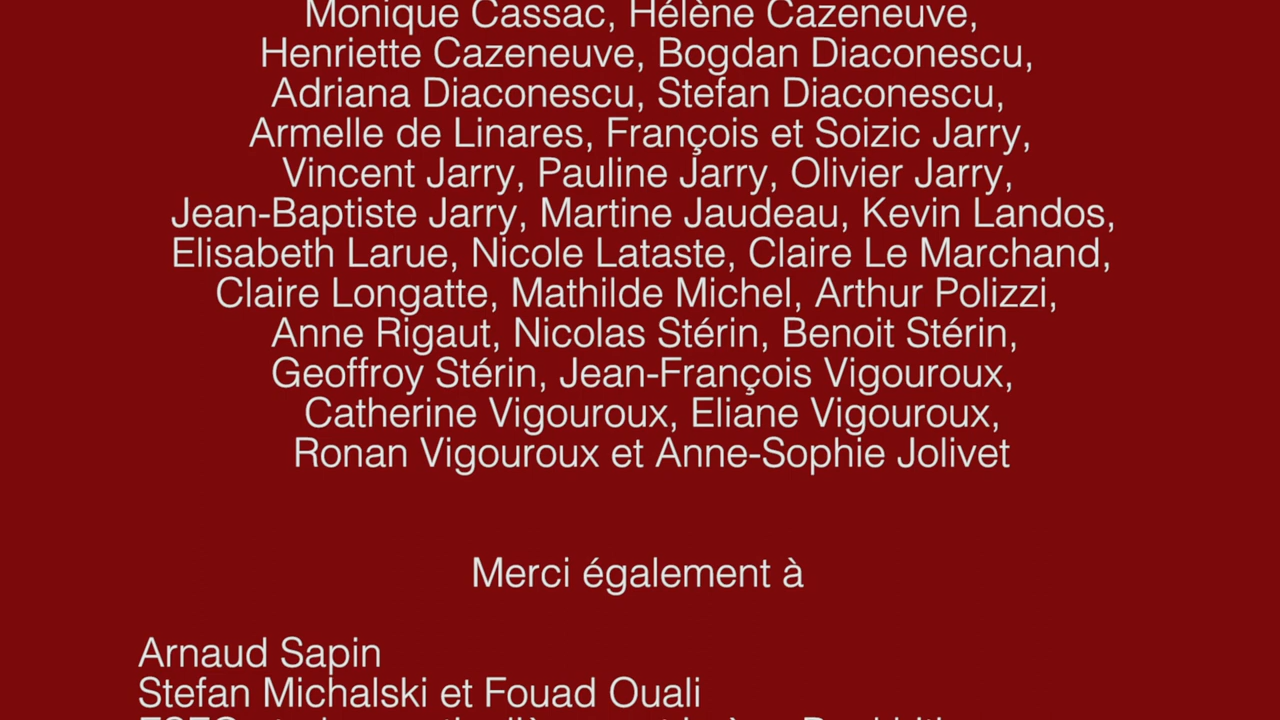 Monique Cassac, Hélène Cazeneuve,
Henriette Cazeneuve, Bogdan Diaconescu,
Adriana Diaconescu, Stefan Diaconescu,
Armelle de Linares, François et Soizic Jarry,
Vincent Jarry, Pauline Jarry, Olivier Jarry,
Jean-Baptiste Jarry, Martine Jaudeau, Kevin Landos,
Elisabeth Larue, Nicole Lataste, Claire Le Marchand,
Claire Longatte, Mathilde Michel, Arthur Polizzi,
Anne Rigaut, Nicolas Stérin, Benoit Stérin,
Geoffroy Stérin, Jean-François Vigouroux,
Catherine Vigouroux, Eliane Vigouroux,
Ronan Vigouroux et Anne-Sophie Jolivet
Merci également à
Arnaud Sapin
Stefan Michalski et Fouad Ouali